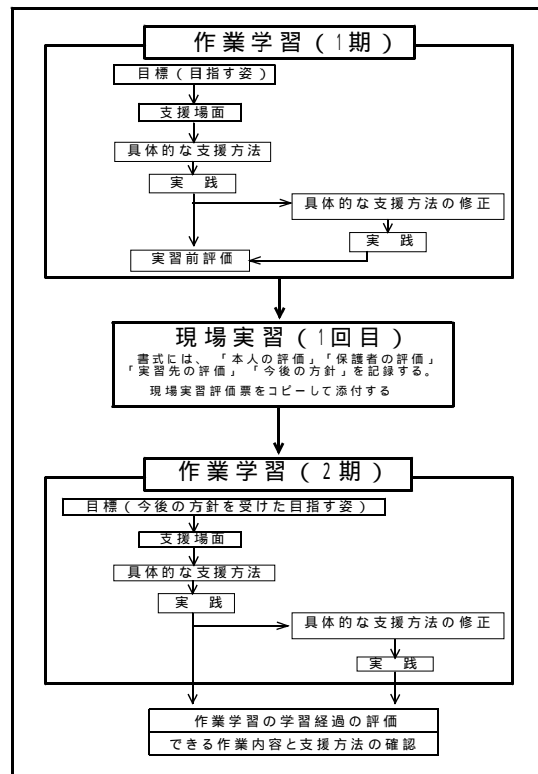 作業学習(1期)
目標(目指す姿)
支援場面
具体的な支援方法
実　践
具体的な支援方法の修正
実　践
実習前評価
現場実習(1回目)
書式には、「本人の評価」「保護者の評価」
「実習先の評価」「今後の方針」を記録する。
現場実習評価票をコピーして添付する
作業学習(2期)
目標(今後の方針を受けた目指す姿)
支援場面
具体的な支援方法
実　践
具体的な支援方法の修正
実　践
作業学習の学習経過の評価
できる作業内容と支援方法の確認